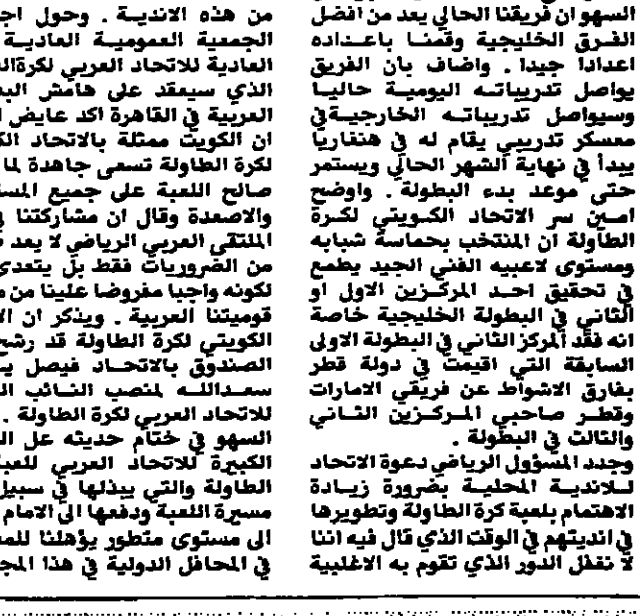 السهو ان فريقنا الحالي يعد من افضل
الفرق الخليجية وقمنا باعداده
اعدادا جيدا . واضاف بان الفريق
يواصل تدريباته اليومية حاليا
وسيواصل تدريباته الخارجية في
معسكر تدريبي يقام له في هنغاريا
يبدأ في نهاية الشهر الحالي ويستمر
حتى موعد بدء البطولة . واوضح
امين سر الاتحاد الكويتي لكرة
الطاولة ان المنتخب بحماسة شبابه
ومستوى لاعبيه الفني الجيد يطمع
في تحقيق احد المركزين الاول او
الثاني في البطولة الخليجية خاصة
انه فقد المركز الثاني في البطولة الاولى
السابقة التي اقيمت في دولة قطر
بفارق الاشواط عن فريقي الامارات
وقطر صاحبي المركزين الثاني
والثالث في البطولة .
وجدد المسؤول الرياضي دعوة الاتحاد
للاندية المحلية بضرورة زيادة
الاهتمام بلعبة كرة الطاولة وتطويرها
في انديتهم في الوقت الذي قال فيه اننا
لا نغفل الدور الذي تقوم به الاغلبية
من هذه الاندية . وحول
الجمعية العمومية العادية
العادية للاتحاد العربي
الذي سيعقد على هامش
العربية في القاهرة اكد عايض
ان الكويت ممثلة بالاتحاد
لكرة الطاولة تسعى جاهدة لما
صالح اللعبة على جميع
والاصعدة وقال ان مشاركتنا
الملتقى العربي الرياضي لا يعد
من الضروريات فقط بل يتعدى
لكونه واجبا مفروضا علينا من
قوميتنا العربية . ويذكر ان
الكويتي لكرة الطاولة قد رشح
الصندوق بالاتحاد فيصل
سعدالله لمنصب النائب
للاتحاد العربي لكرة الطاولة .
السهو في ختام حديثه عل
الكبيرة للاتحاد العربي
الطاولة والتي يبذلها في سبيل
مسيرة اللعبة ودفعها الى الامام
الى مستوى متطور يؤهلنا
في المحافل الدولية في هذا